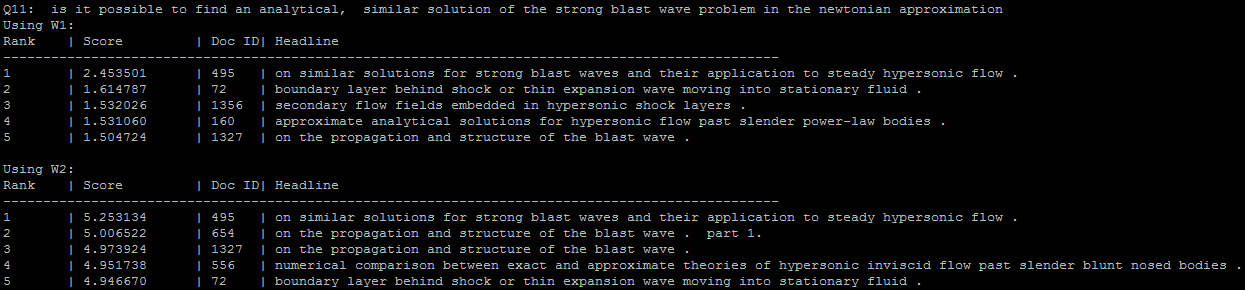 Q11:  is it possible to find an analytical,  similar solution of the strong blast wave problem in the newtonian approximation
Using W1:
Rank    | Score         | Doc ID| Headline
-------------------------------------------------------------------------------------------------
1       | 2.453501      | 495   | on similar solutions for strong blast waves and their application to steady hypersonic flow .
2       | 1.614787      | 72    | boundary layer behind shock or thin expansion wave moving into stationary fluid .
3       | 1.532026      | 1356  | secondary flow fields embedded in hypersonic shock layers .
4       | 1.531060      | 160   | approximate analytical solutions for hypersonic flow past slender power-law bodies .
5       | 1.504724      | 1327  | on the propagation and structure of the blast wave .
Using W2:
Rank    | Score         | Doc ID| Headline
-------------------------------------------------------------------------------------------------
1       | 5.253134      | 495   | on similar solutions for strong blast waves and their application to steady hypersonic flow .
2       | 5.006522      | 654   | on the propagation and structure of the blast wave .  part 1.
3       | 4.973924      | 1327  | on the propagation and structure of the blast wave .
4       | 4.951738      | 556   | numerical comparison between exact and approximate theories of hypersonic inviscid flow past slender blunt nosed bodies .
5       | 4.946670      | 72    | boundary layer behind shock or thin expansion wave moving into stationary fluid .